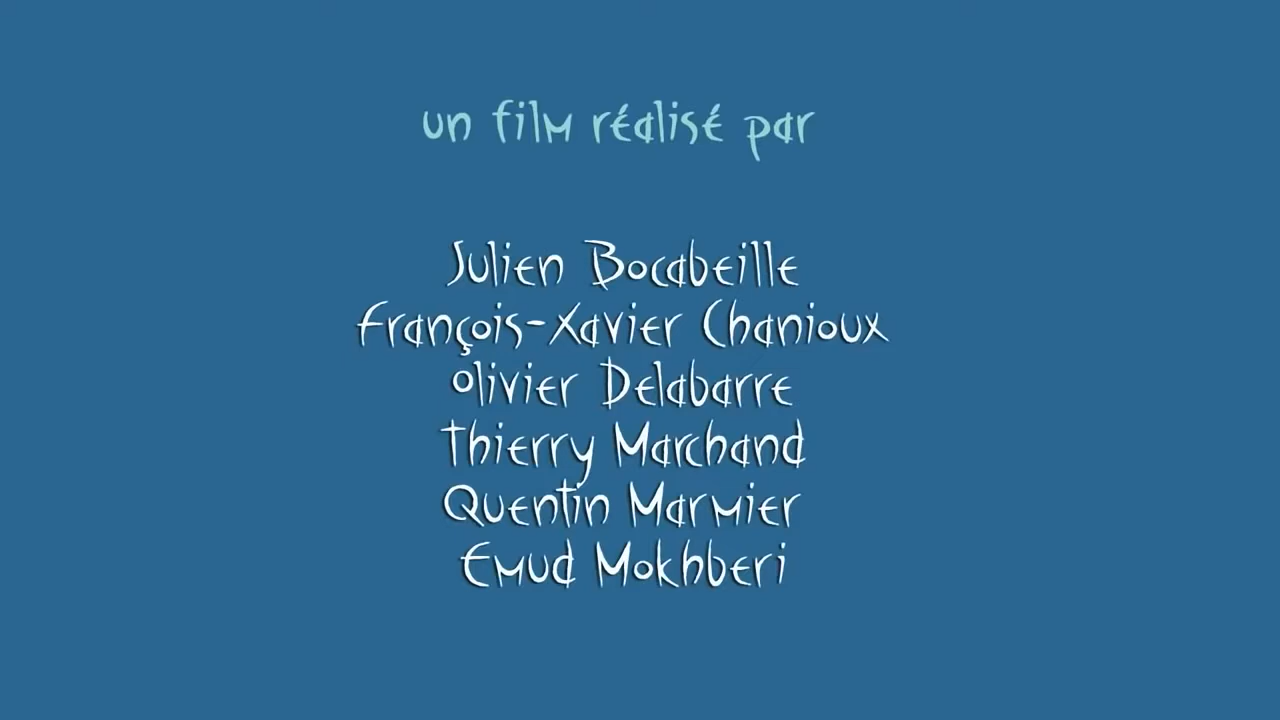 un film réalisé par
Julien Bocabeille
François-Xavier Chanioux
Olivier Delabarre
Thierry Marchand
Quentin Marmier
Emud Mokhberi